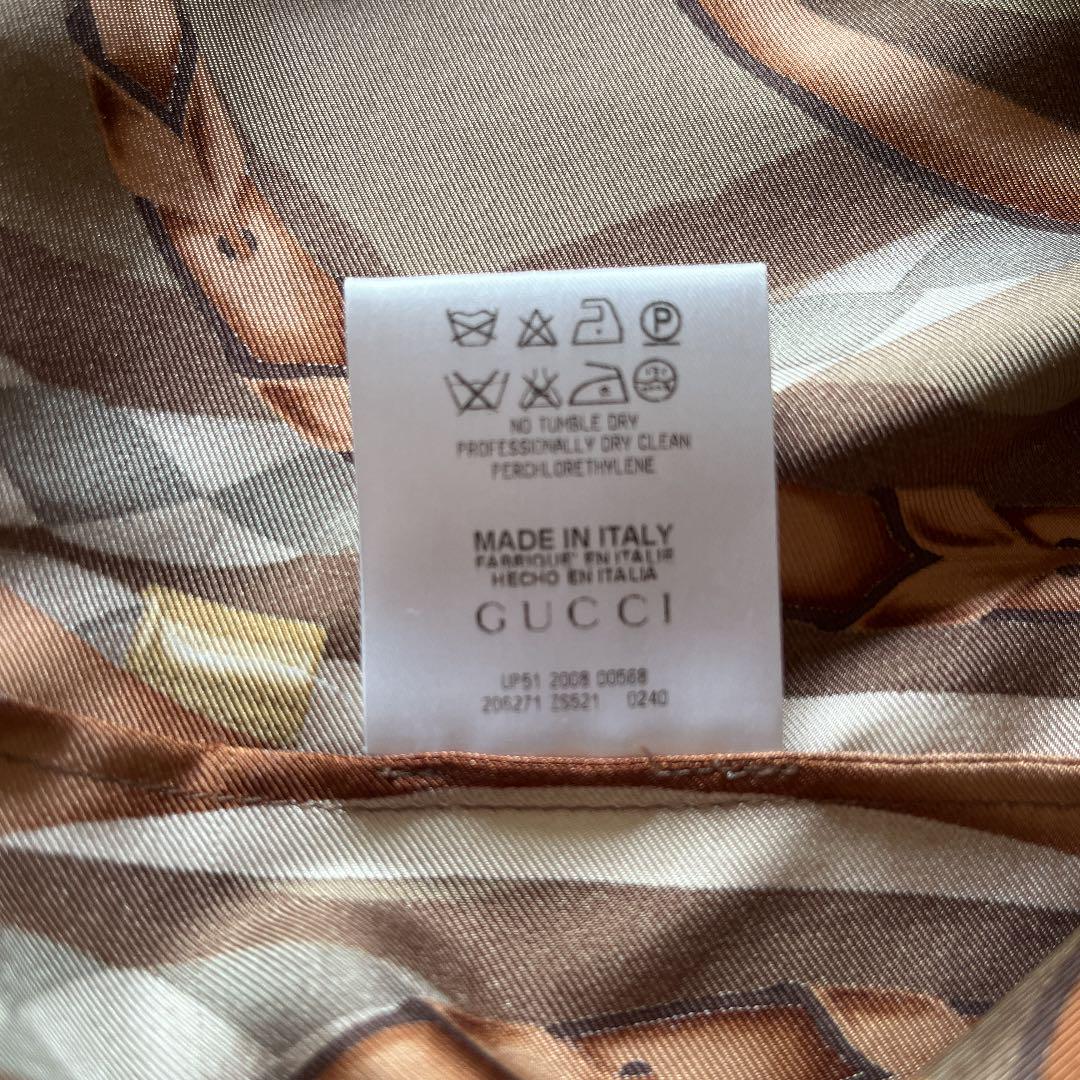 P
NO TUMBLE DRY
PROFESSIONALLY DRY CLEAN
PERCHLORETHYLENE
MADE IN ITALY
FABRIQUE' EN ITALIE
HECHO EN ITALIA
GUCCI
UP51 2008 00568
206271 ZS521 0240